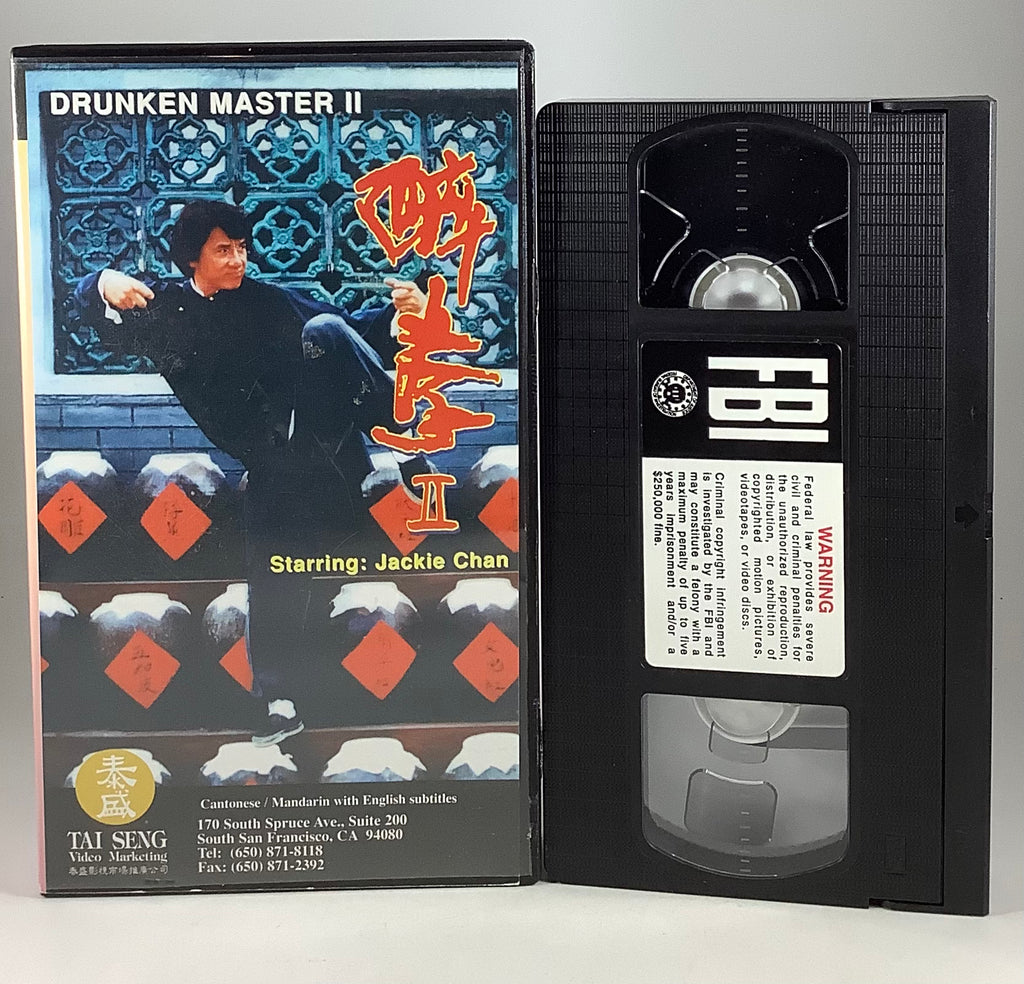 DRUNKEN MASTER II
醉
拳
II
Starring: Jackie Chan
花雕
泰
盛
TAI SENG
Video Marketing
泰盛影視市場推廣公司
Cantonese / Mandarin with English subtitles
170 South Spruce Ave., Suite 200
South San Francisco, CA 94080
Tel: (650) 871-8118
Fax: (650) 871-2392
FBI
WARNING
Federal law provides severe
civil and criminal penalties for
the unauthorized reproduction,
distribution, or exhibition of
copyrighted motion pictures,
videotapes, or video discs.
Criminal copyright infringement
is investigated by the FBI and
may constitute a felony with a
maximum penalty of up to five
years imprisonment and/or a
$250,000 fine.